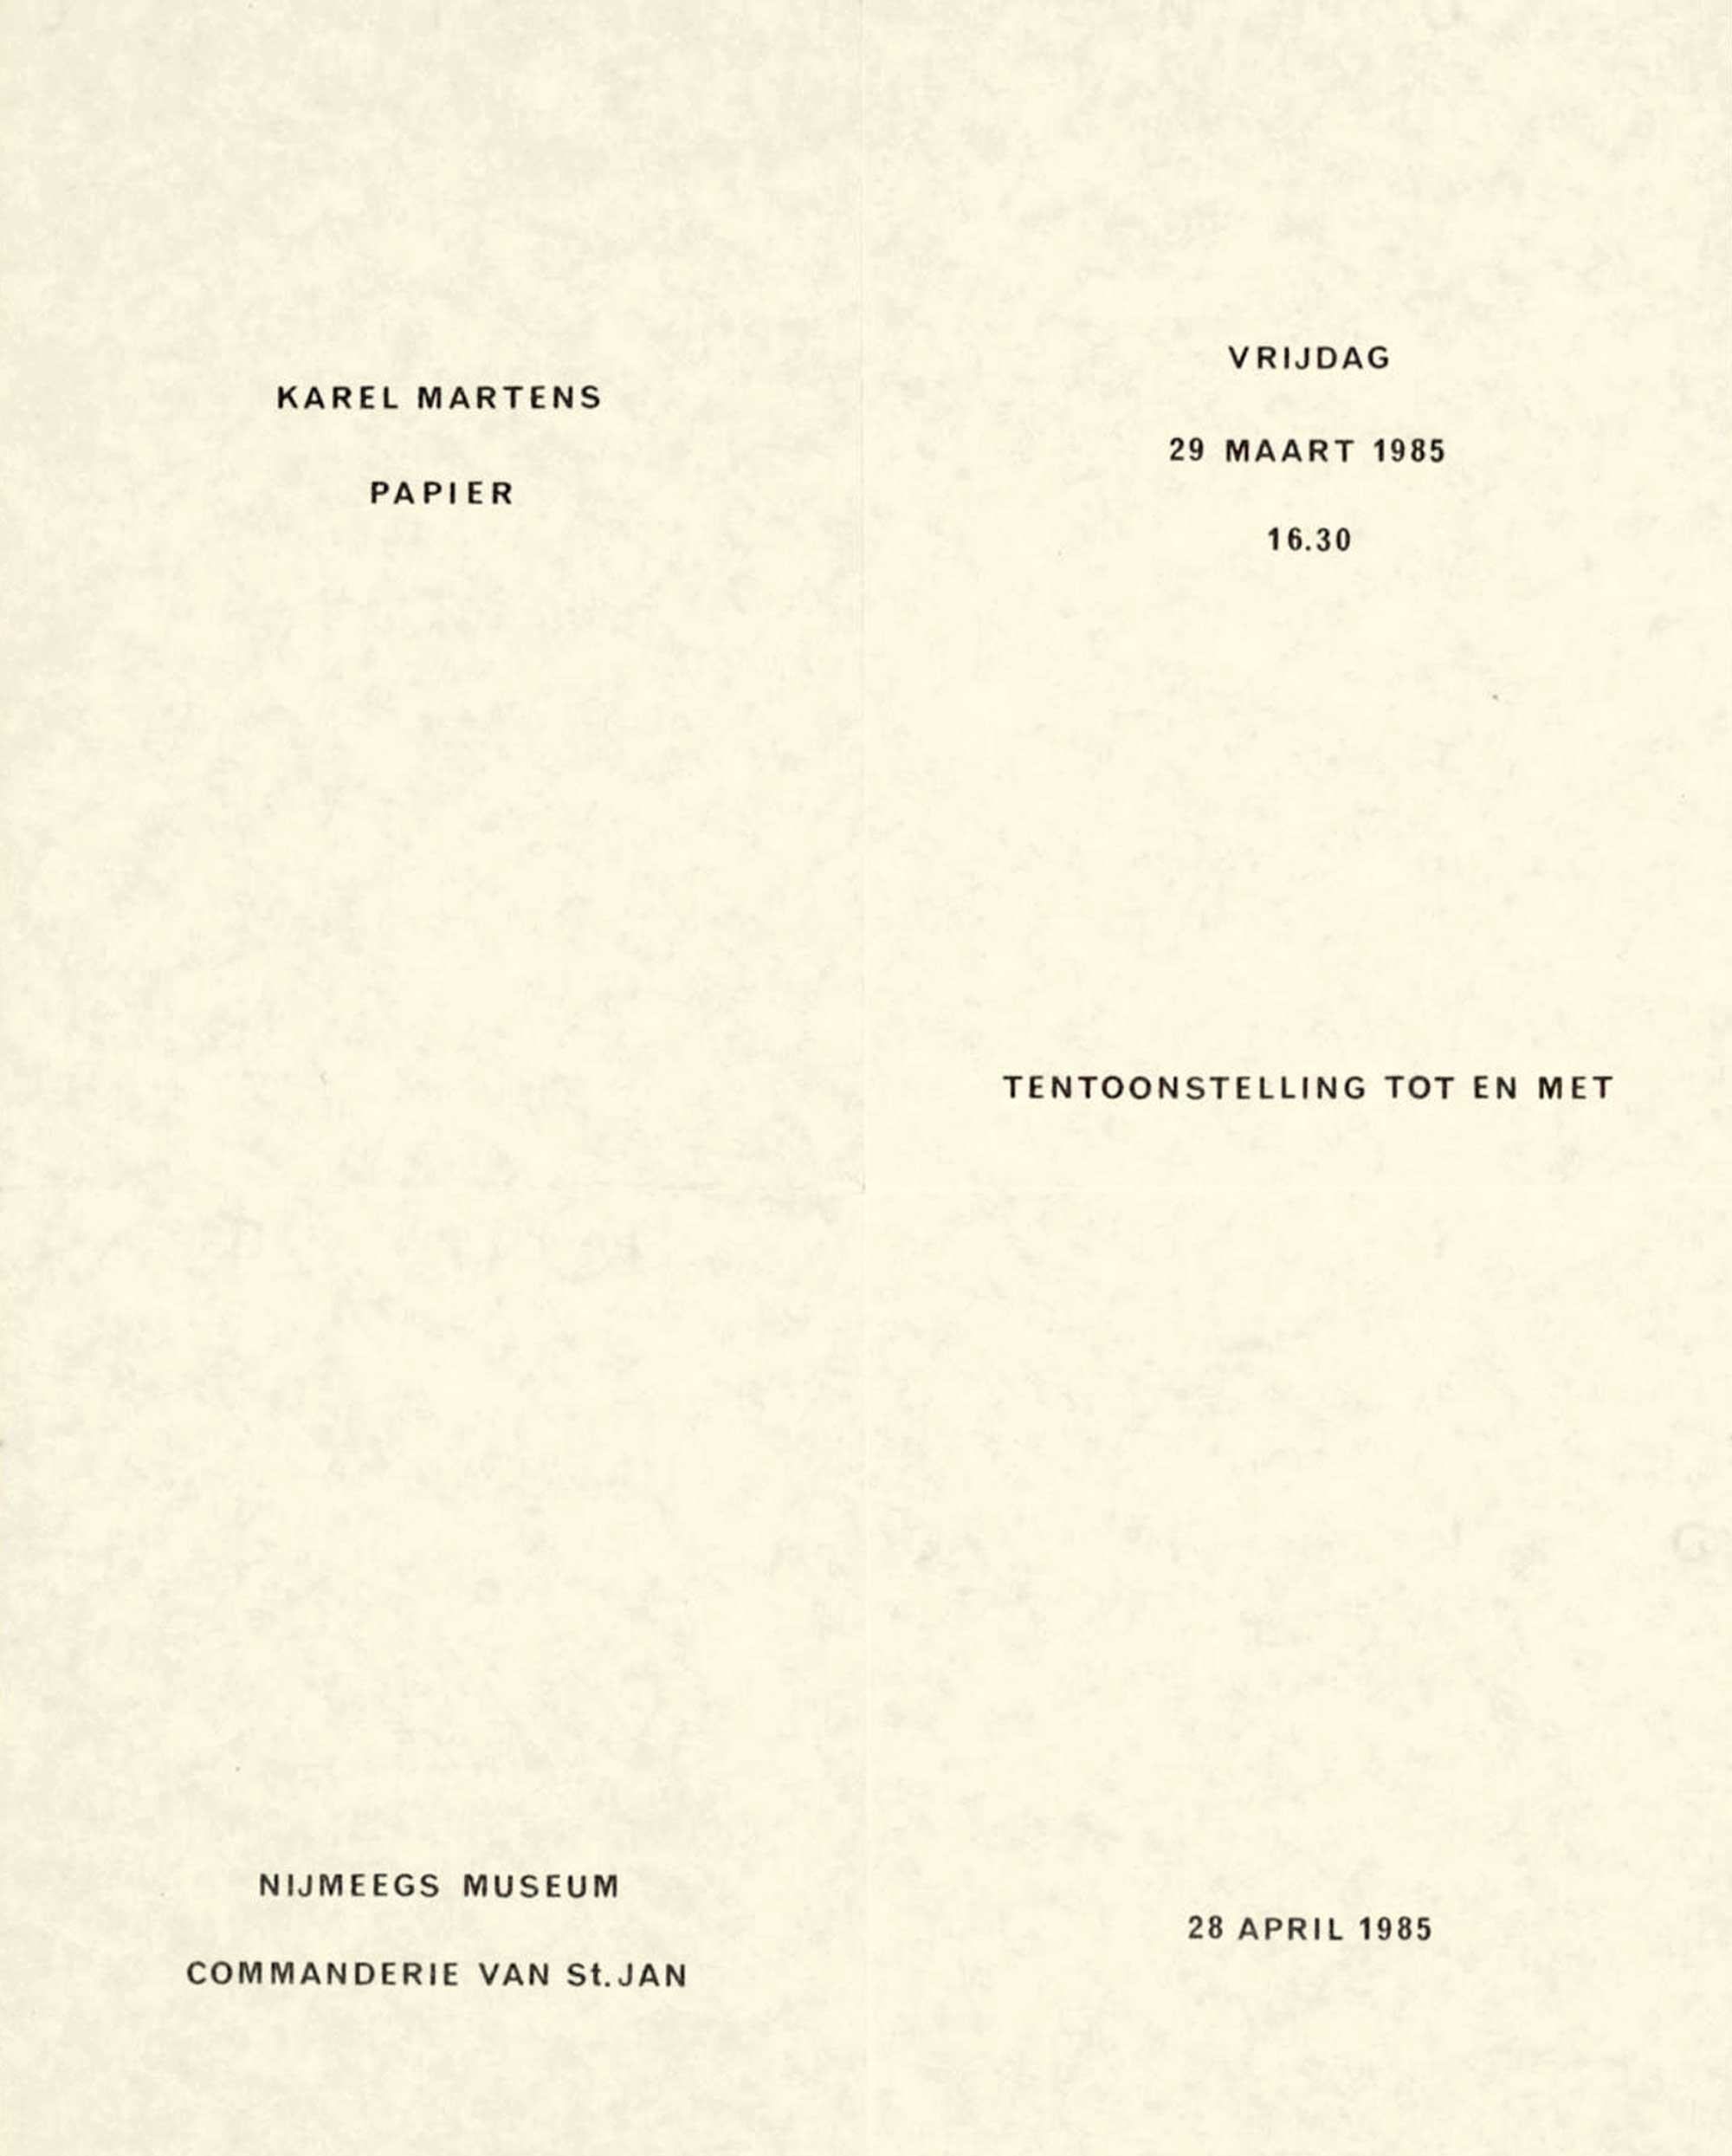 KAREL MARTENS
PAPIER
NIJMEEGS MUSEUM
COMMANDERIE VAN St. JAN
VRIJDAG
29 MAART 1985
16.30
TENTOONSTELLING TOT EN MET
28 APRIL 1985